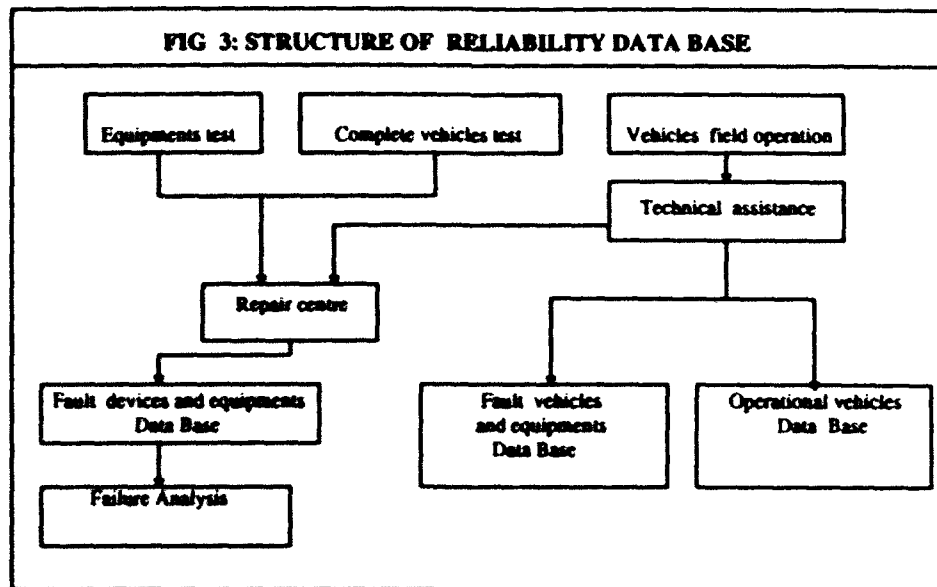 FIG 3: STRUCTURE OF RELIABILITY DATA BASE
Equipments test
Complete vehicles test
Vehicles field operation
Technical assistance
Repair centre
Fault devices and equipments
Data Base
Fault vehicles
and equipments
Data Base
Operational vehicles
Data Base
Failure Analysis